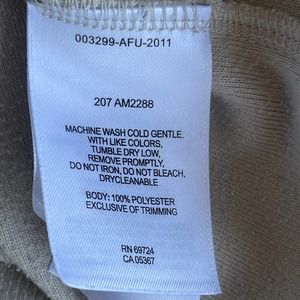 003299-AFU-2011
207 AM2288
MACHINE WASH COLD GENTLE,
WITH LIKE COLORS,
TUMBLE DRY LOW,
REMOVE PROMPTLY,
DO NOT IRON, DO NOT BLEACH,
DRYCLEANABLE
BODY: 100% POLYESTER
EXCLUSIVE OF TRIMMING
RN 69724
CA 05367